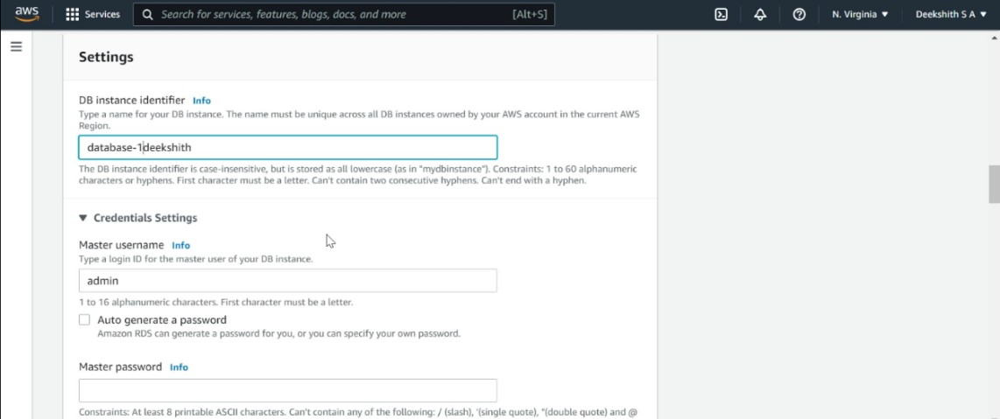 aws
Services
Search for services, features, blogs, docs, and more
[Alt+S]
N. Virginia ▼
Deekshith S A ▼
Settings
DB instance identifier Info
Type a name for your DB instance. The name must be unique across all DB instances owned by your AWS account in the current AWS
Region.
database-1deekshith
The DB instance identifier is case-insensitive, but is stored as all lowercase (as in "mydbinstance"). Constraints: 1 to 60 alphanumeric
characters or hyphens. First character must be a letter. Can't contain two consecutive hyphens. Can't end with a hyphen.
▼ Credentials Settings
Master username Info
Type a login ID for the master user of your DB instance.
admin
1 to 16 alphanumeric characters. First character must be a letter.
Auto generate a password
Amazon RDS can generate a password for you, or you can specify your own password.
Master password Info
Constraints: At least 8 printable ASCII characters. Can't contain any of the following: / (slash), '(single quote), "(double quote) and @